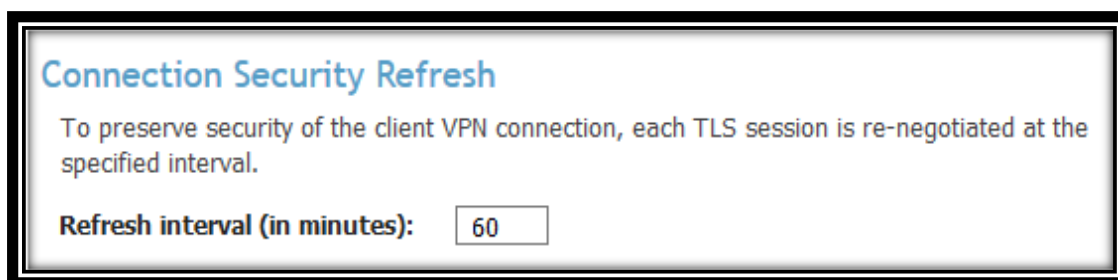 Connection Security Refresh
To preserve security of the client VPN connection, each TLS session is re-negotiated at the
specified interval.
Refresh interval (in minutes): 60